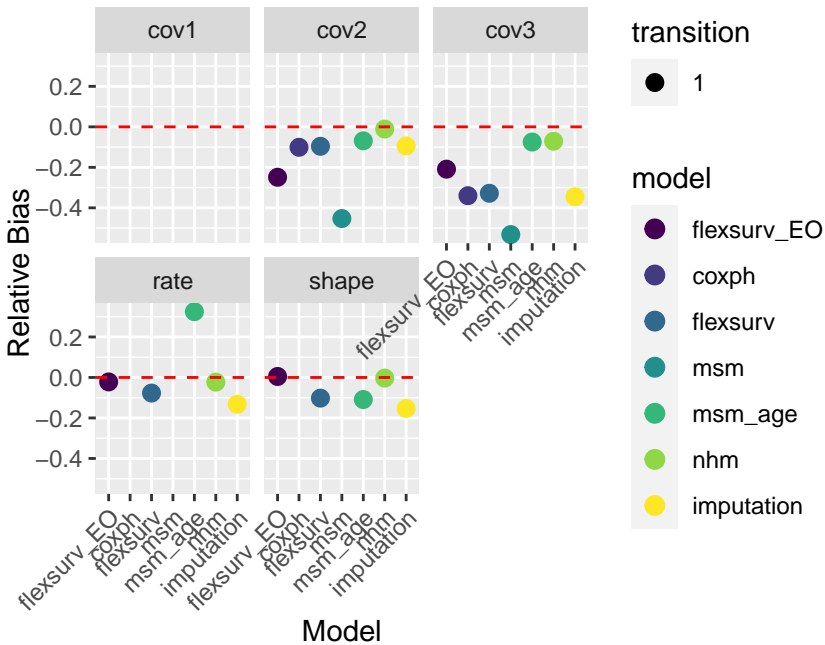 cov1
cov2
cov3
0.2
0.0
−0.2
−0.4
flexsurv_EO
coxph
flexsurv
msm
msm_age
nhm
imputation
rate
shape
0.2
0.0
−0.2
−0.4
flexsurv_EO
coxph
flexsurv
msm
msm_age
nhm
imputation
flexsurv_EO
coxph
flexsurv
msm
msm_age
nhm
imputation
Relative Bias
Model
transition
1
model
flexsurv_EO
coxph
flexsurv
msm
msm_age
nhm
imputation